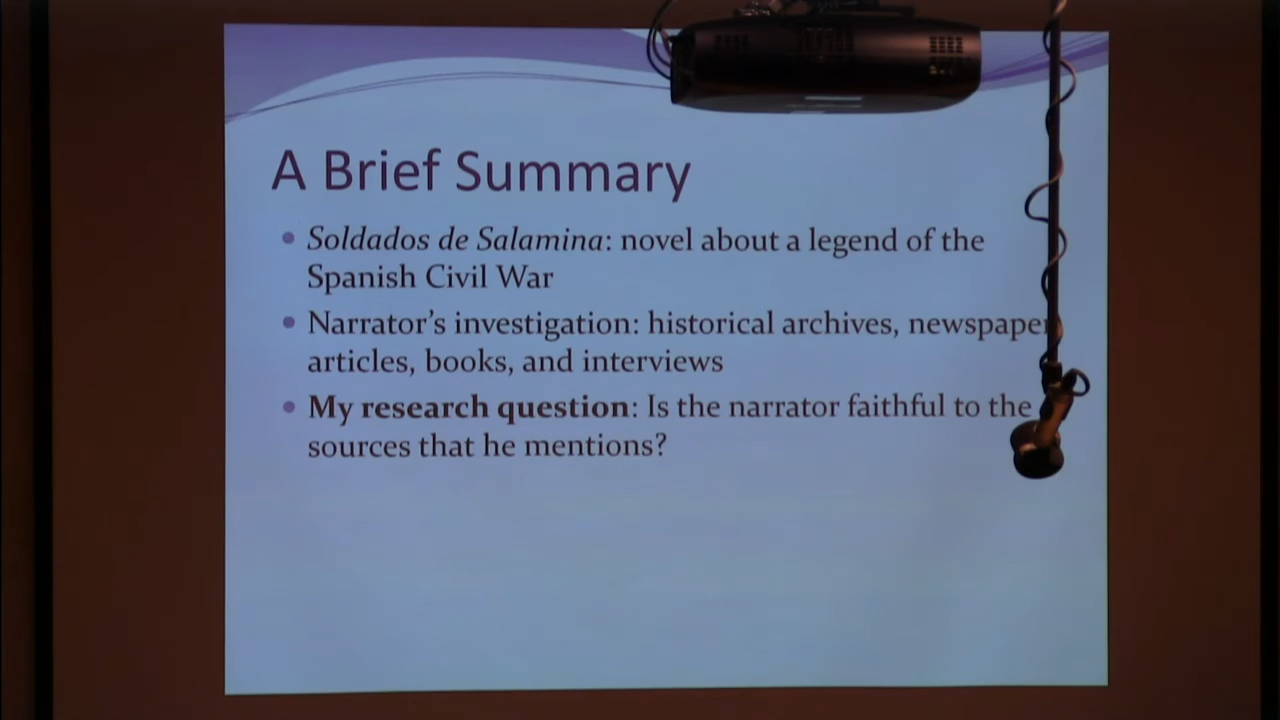 A Brief Summary
Soldados de Salamina: novel about a legend of the
Spanish Civil War
Narrator’s investigation: historical archives, newspaper
articles, books, and interviews
My research question: Is the narrator faithful to the
sources that he mentions?